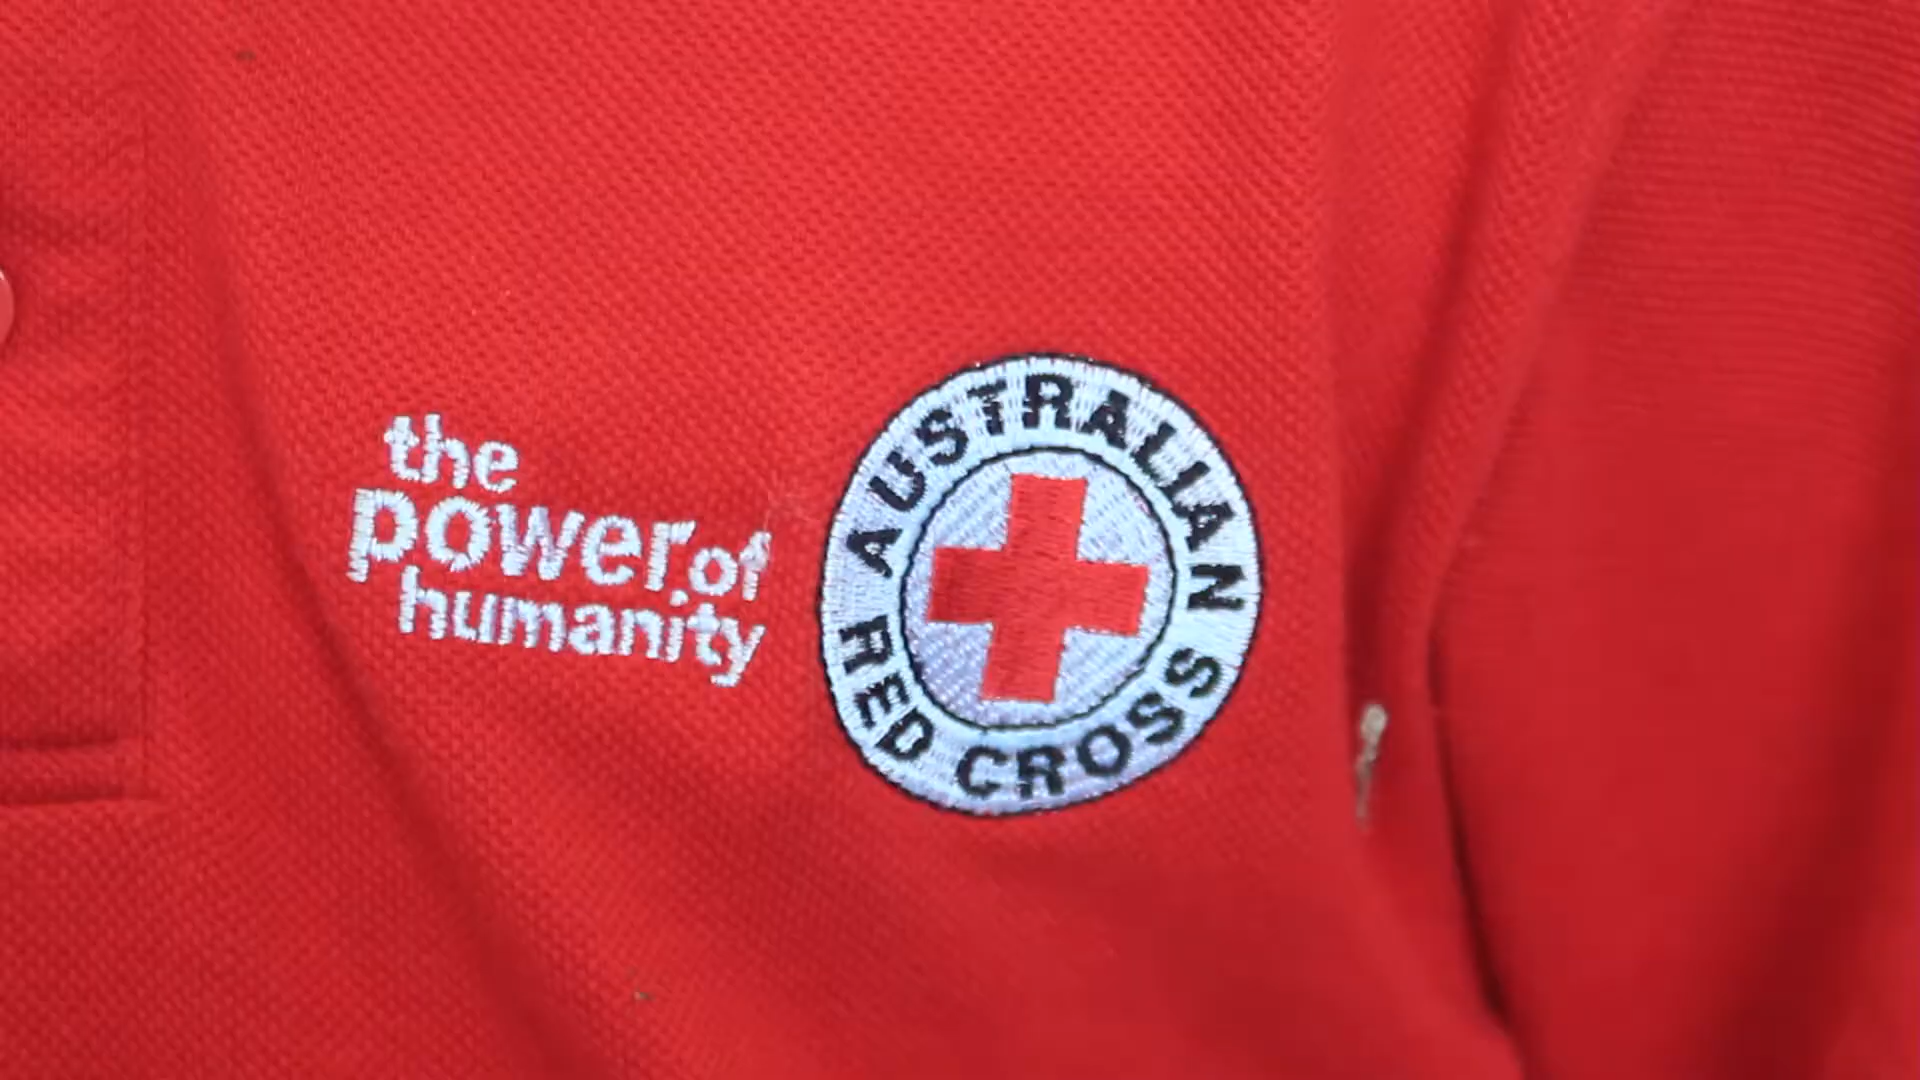 the
power of
humanity
AUSTRALIAN
RED CROSS